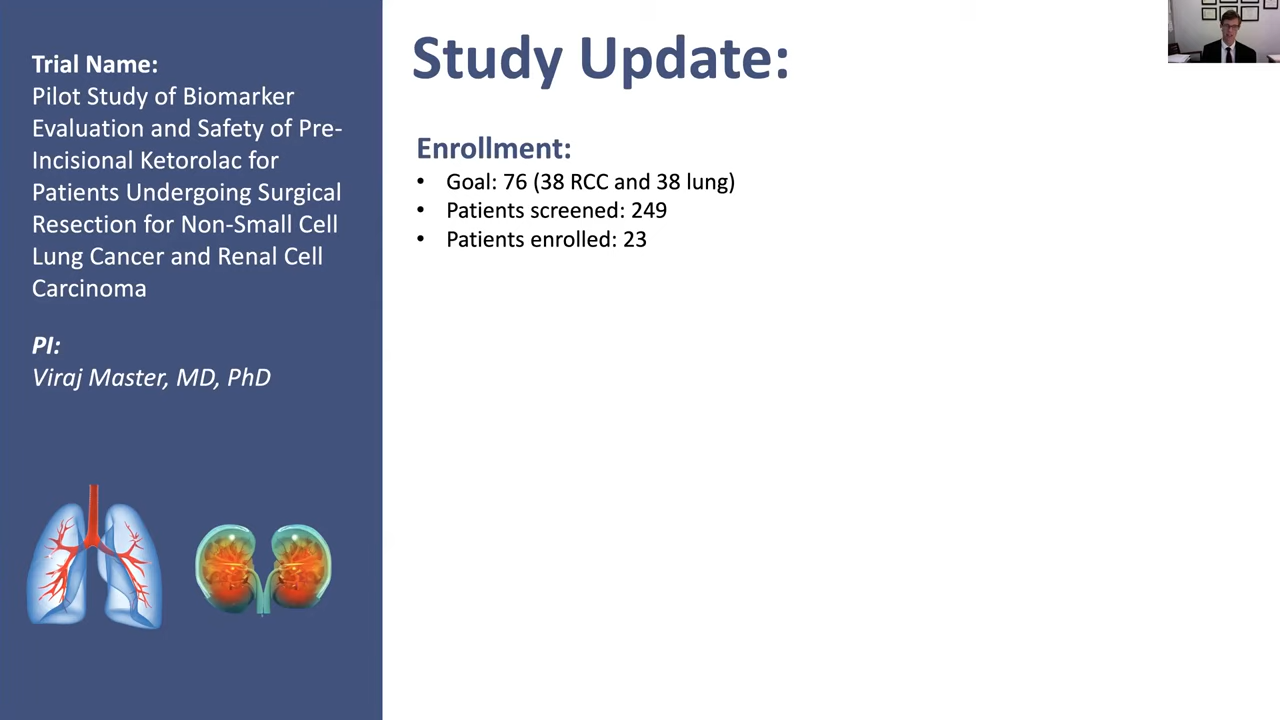 Trial Name:
Pilot Study of Biomarker
Evaluation and Safety of Pre-
Incisional Ketorolac for
Patients Undergoing Surgical
Resection for Non-Small Cell
Lung Cancer and Renal Cell
Carcinoma
PI:
Viraj Master, MD, PhD
Study Update:
Enrollment:
• Goal: 76 (38 RCC and 38 lung)
• Patients screened: 249
• Patients enrolled: 23